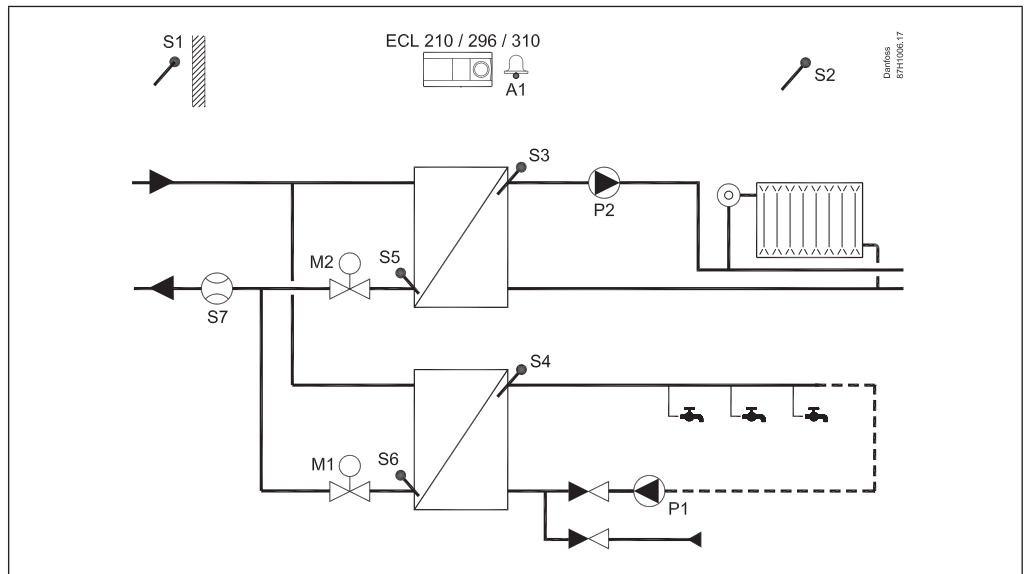 S1
ECL 210 / 296 / 310
A1
S2
Danfoss
87H1006.17
S3
P2
M2
S5
S7
S4
M1
S6
P1